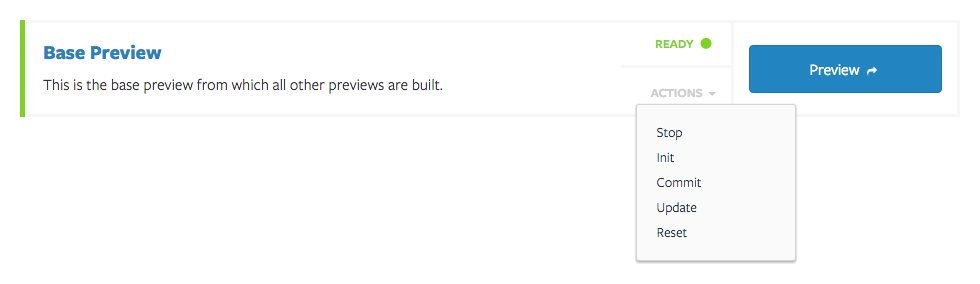 Base Preview
This is the base preview from which all other previews are built.
READY
ACTIONS
Preview
Stop
Init
Commit
Update
Reset